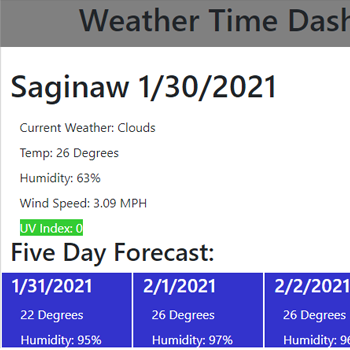 Weather Time Dash
Saginaw 1/30/2021
Current Weather: Clouds
Temp: 26 Degrees
Humidity: 63%
Wind Speed: 3.09 MPH
UV Index: 0
Five Day Forecast:
1/31/2021 2/1/2021 2/2/2021
22 Degrees 26 Degrees 26 Degrees
Humidity: 95% Humidity: 97% Humidity: 96